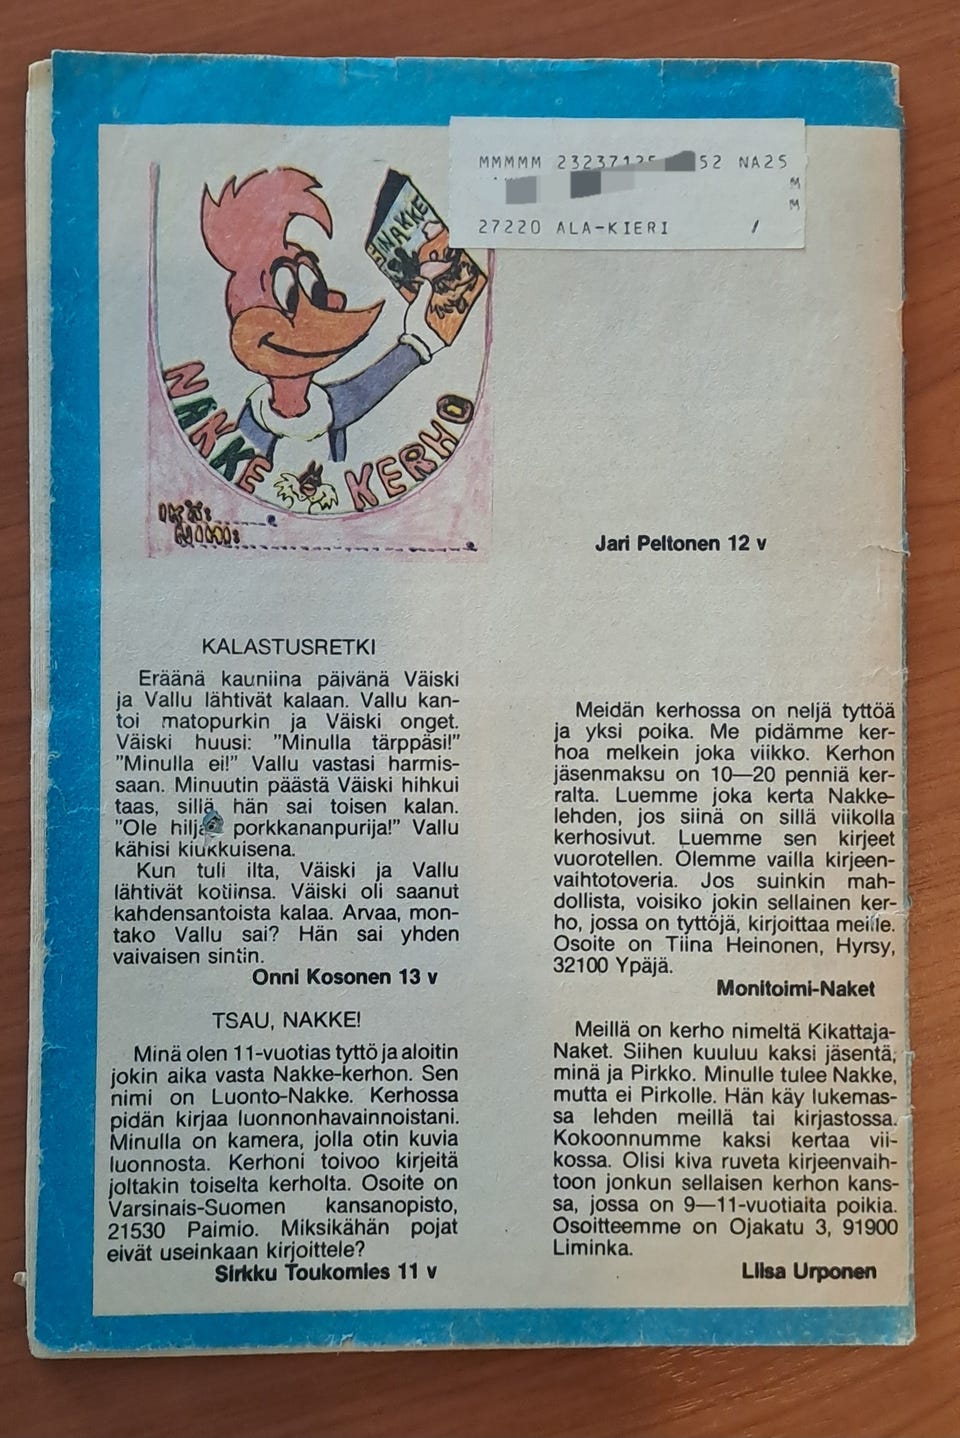 MMMMM 23237125 52 NA25
M
M
27220 ALA-KIERI /
NAKKE
NAKKE KERHO
IKÄ:
NIMI:
Jari Peltonen 12 v
KALASTUSRETKI
Eräänä kauniina päivänä Väiski
ja Vallu lähtivät kalaan. Vallu kan-
toi matopurkin ja Väiski onget.
Väiski huusi: ”Minulla tärppäsi!”
”Minulla ei!” Vallu vastasi harmis-
saan. Minuutin päästä Väiski hihkui
taas, sillä hän sai toisen kalan.
”Ole hiljaa porkkananpurija!” Vallu
kähisi kiukkuisena.
Kun tuli ilta, Väiski ja Vallu
lähtivät kotiinsa. Väiski oli saanut
kahdensantoista kalaa. Arvaa, mon-
tako Vallu sai? Hän sai yhden
vaivaisen sintin.
Onni Kosonen 13 v
TSAU, NAKKE!
Minä olen 11-vuotias tyttö ja aloitin
jokin aika vasta Nakke-kerhon. Sen
nimi on Luonto-Nakke. Kerhossa
pidän kirjaa luonnonhavainnoistani.
Minulla on kamera, jolla otin kuvia
luonnosta. Kerhoni toivoo kirjeitä
joltakin toiselta kerholta. Osoite on
Varsinais-Suomen kansanopisto,
21530 Paimio. Miksikähän pojat
eivät useinkaan kirjoittele?
Sirkku Toukomies 11 v
Meidän kerhossa on neljä tyttöä
ja yksi poika. Me pidämme ker-
hoa melkein joka viikko. Kerhon
jäsenmaksu on 10—20 penniä ker-
ralta. Luemme joka kerta Nakke-
lehden, jos siinä on sillä viikolla
kerhosivut. Luemme sen kirjeet
vuorotellen. Olemme vailla kirjeen-
vaihtotoveria. Jos suinkin mah-
dollista, voisiko jokin sellainen ker-
ho, jossa on tyttöjä, kirjoittaa meille.
Osoite on Tiina Heinonen, Hyrsy,
32100 Ypäjä.
Monitoimi-Naket
Meillä on kerho nimeltä Kikattaja-
Naket. Siihen kuuluu kaksi jäsentä,
minä ja Pirkko. Minulle tulee Nakke,
mutta ei Pirkolle. Hän käy lukemas-
sa lehden meillä tai kirjastossa.
Kokoonnumme kaksi kertaa vii-
kossa. Olisi kiva ruveta kirjeenvaih-
toon jonkun sellaisen kerhon kans-
sa, jossa on 9—11-vuotiaita poikia.
Osoitteemme on Ojakatu 3, 91900
Liminka.
Liisa Urponen